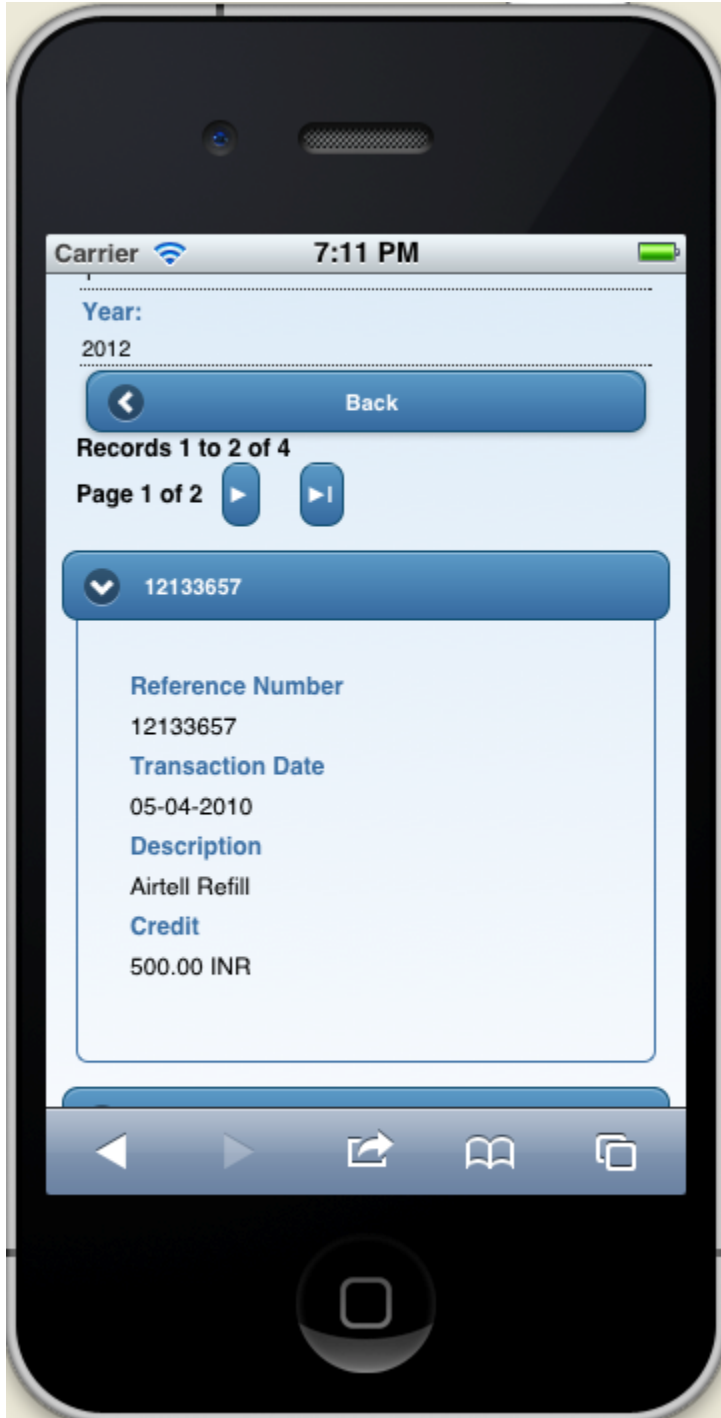 Carrier 7:11 PM
Year:
2012
Back
Records 1 to 2 of 4
Page 1 of 2
12133657
Reference Number
12133657
Transaction Date
05-04-2010
Description
Airtell Refill
Credit
500.00 INR